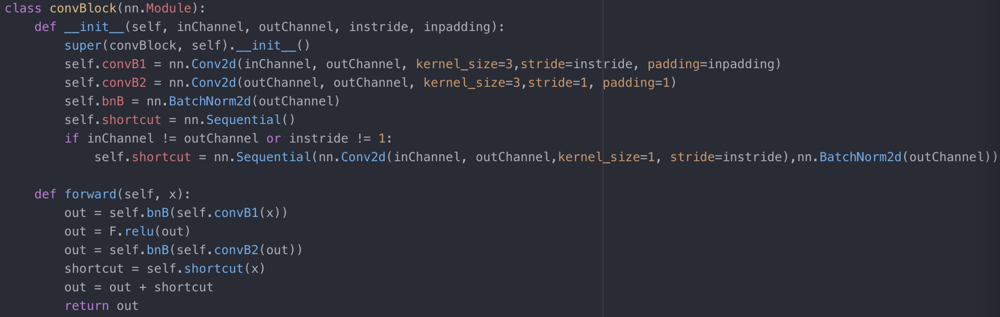 class convBlock(nn.Module):
    def __init__(self, inChannel, outChannel, instride, inpadding):
        super(convBlock, self).__init__()
        self.convB1 = nn.Conv2d(inChannel, outChannel, kernel_size=3,stride=instride, padding=inpadding)
        self.convB2 = nn.Conv2d(outChannel, outChannel, kernel_size=3,stride=1, padding=1)
        self.bnB = nn.BatchNorm2d(outChannel)
        self.shortcut = nn.Sequential()
        if inChannel != outChannel or instride != 1:
            self.shortcut = nn.Sequential(nn.Conv2d(inChannel, outChannel,kernel_size=1, stride=instride),nn.BatchNorm2d(outChannel))
    def forward(self, x):
        out = self.bnB(self.convB1(x))
        out = F.relu(out)
        out = self.bnB(self.convB2(out))
        shortcut = self.shortcut(x)
        out = out + shortcut
        return out